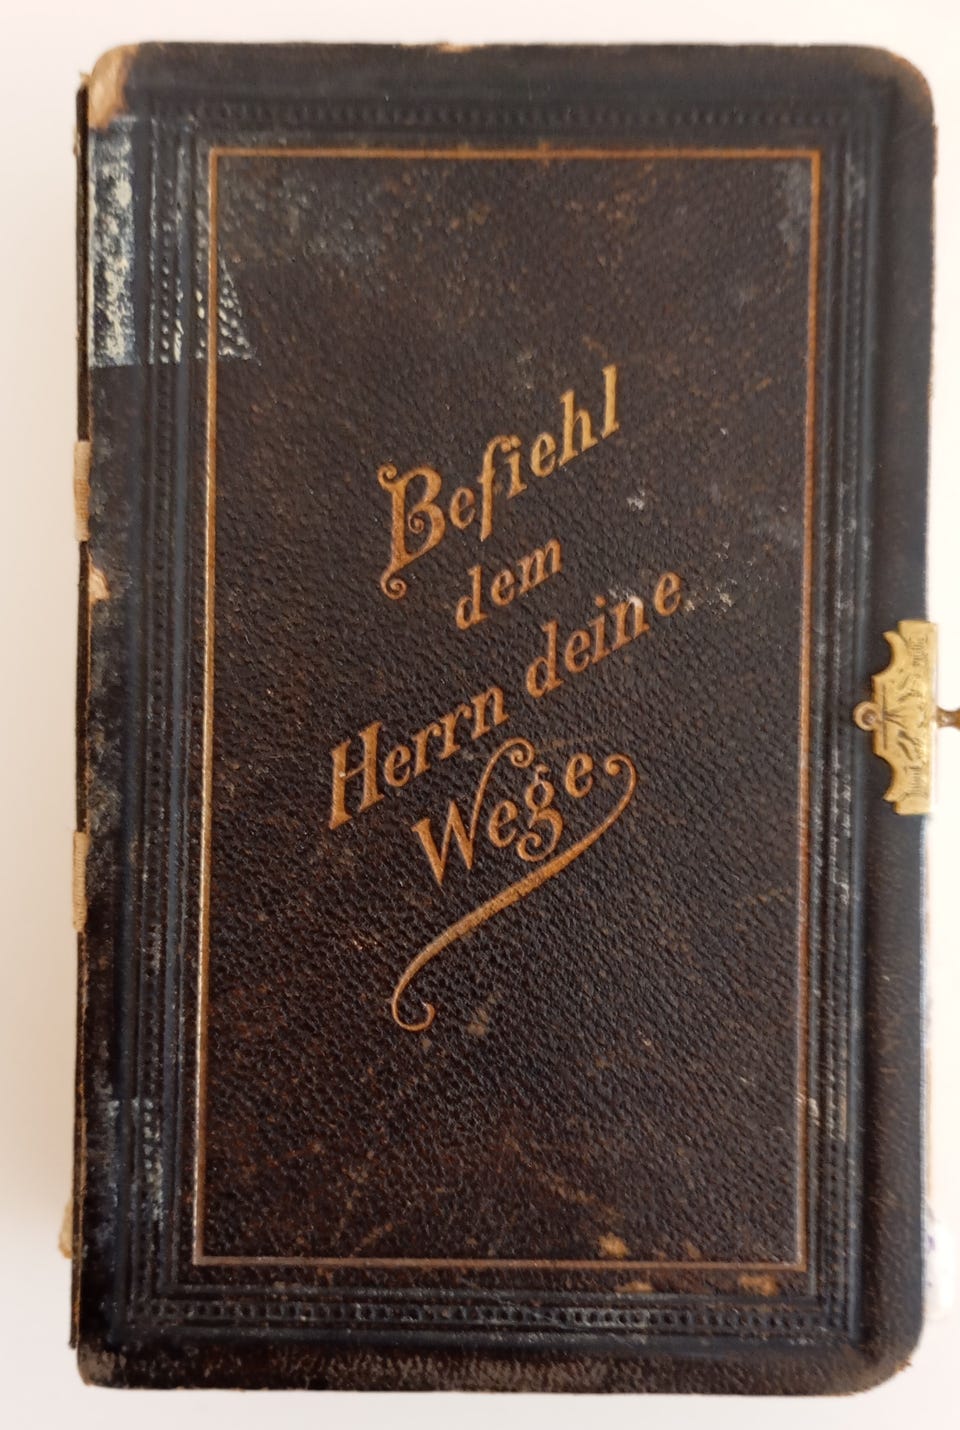 Befiehl
dem
Herrn deine
Wege